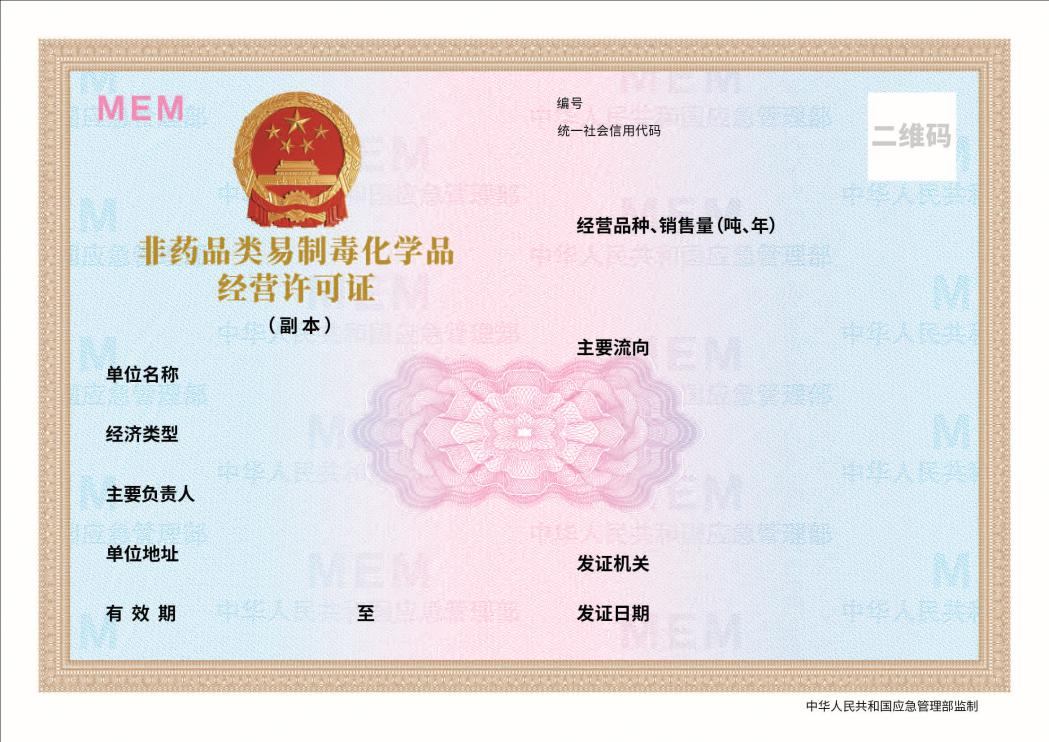 MEM
非药品类易制毒化学品
经营许可证
（副本）
单位名称
经济类型
主要负责人
单位地址
有效期 至
编号
统一社会信用代码
二维码
经营品种、销售量（吨、年）
主要流向
发证机关
发证日期
中华人民共和国应急管理部监制